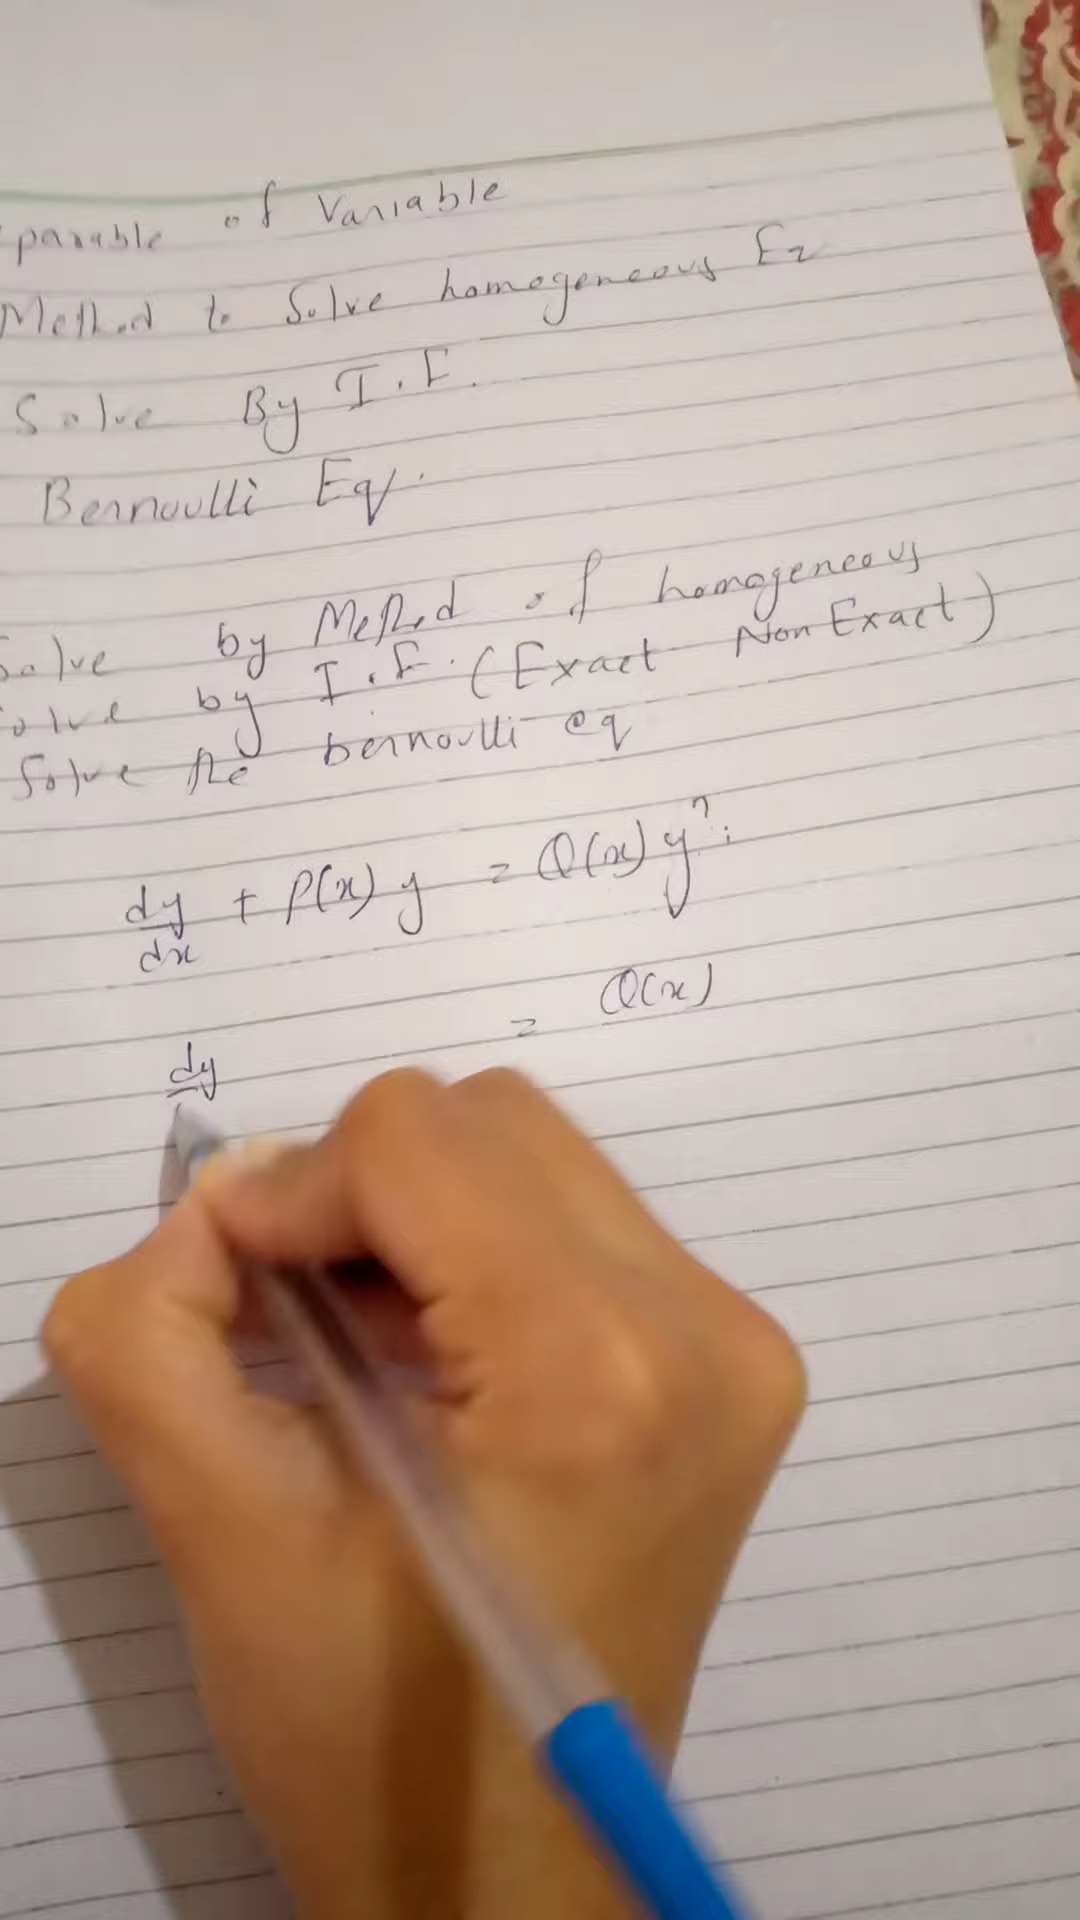 parable of Variable
Method to Solve homogeneous Eq
Solve By I.F.
Bernoulli Eq.
Solve by Method of homogeneous
Solve by I.F. (Exact Non Exact)
Solve the bernoulli eq
dy/dx + P(x) y = Q(x) yⁿ:
dy = Q(x)